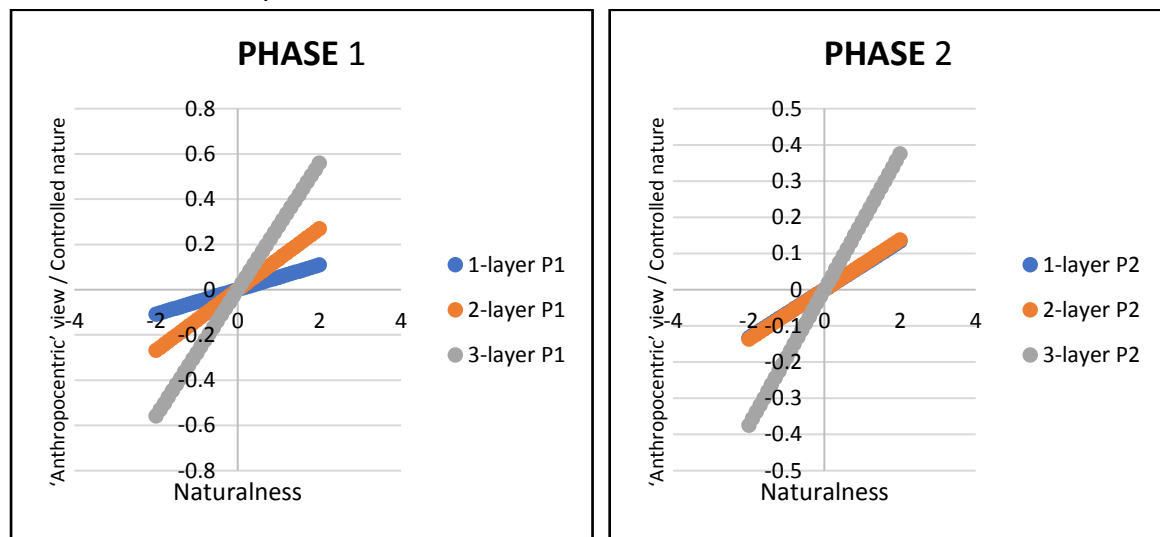 PHASE 1
'Anthropocentric' view / Controlled nature
0.8
0.6
0.4
0.2
0
-0.2
-0.4
-0.6
-0.8
-4
-2
0
2
4
Naturalness
1-layer P1
2-layer P1
3-layer P1
PHASE 2
'Anthropocentric' view / Controlled nature
0.5
0.4
0.3
0.2
0.1
0
-0.1
-0.2
-0.3
-0.4
-0.5
-4
-2
0
2
4
Naturalness
1-layer P2
2-layer P2
3-layer P2